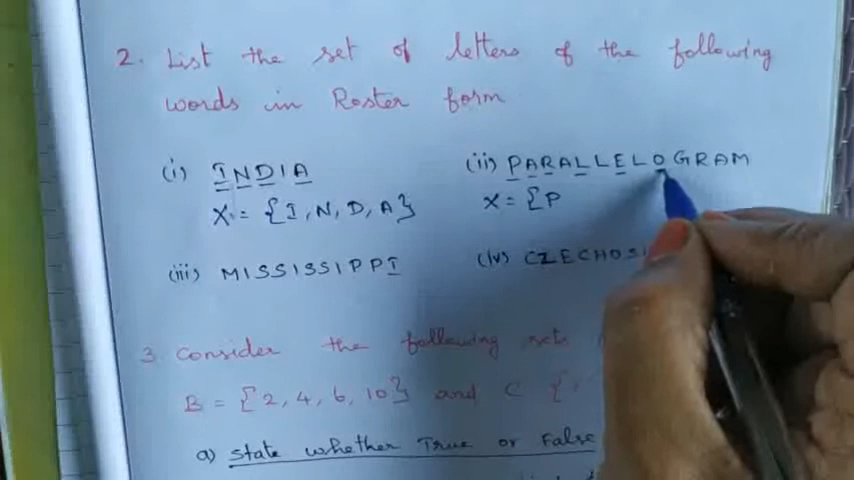 2. List the set of letters of the following
words in Roster form
(i) INDIA
X = {I, N, D, A}
(ii) PARALLELOGRAM
X = {P
(iii) MISSISSIPPI
(iv)
3. Consider the following sets
B = {2, 4, 6, 10} and C {
a) State whether True or False